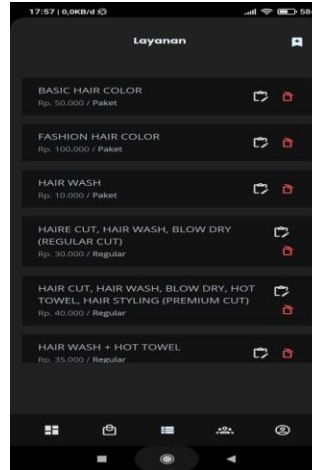 17:57 | 0,0KB/d
58
Layanan
BASIC HAIR COLOR
Rp. 50.000 / Paket
FASHION HAIR COLOR
Rp. 100.000 / Paket
HAIR WASH
Rp. 10.000 / Paket
HAIRE CUT, HAIR WASH, BLOW DRY
(REGULAR CUT)
Rp. 30.000 / Regular
HAIR CUT, HAIR WASH, BLOW DRY, HOT
TOWEL, HAIR STYLING (PREMIUM CUT)
Rp. 40.000 / Regular
HAIR WASH + HOT TOWEL
Rp. 35.000 / Regular